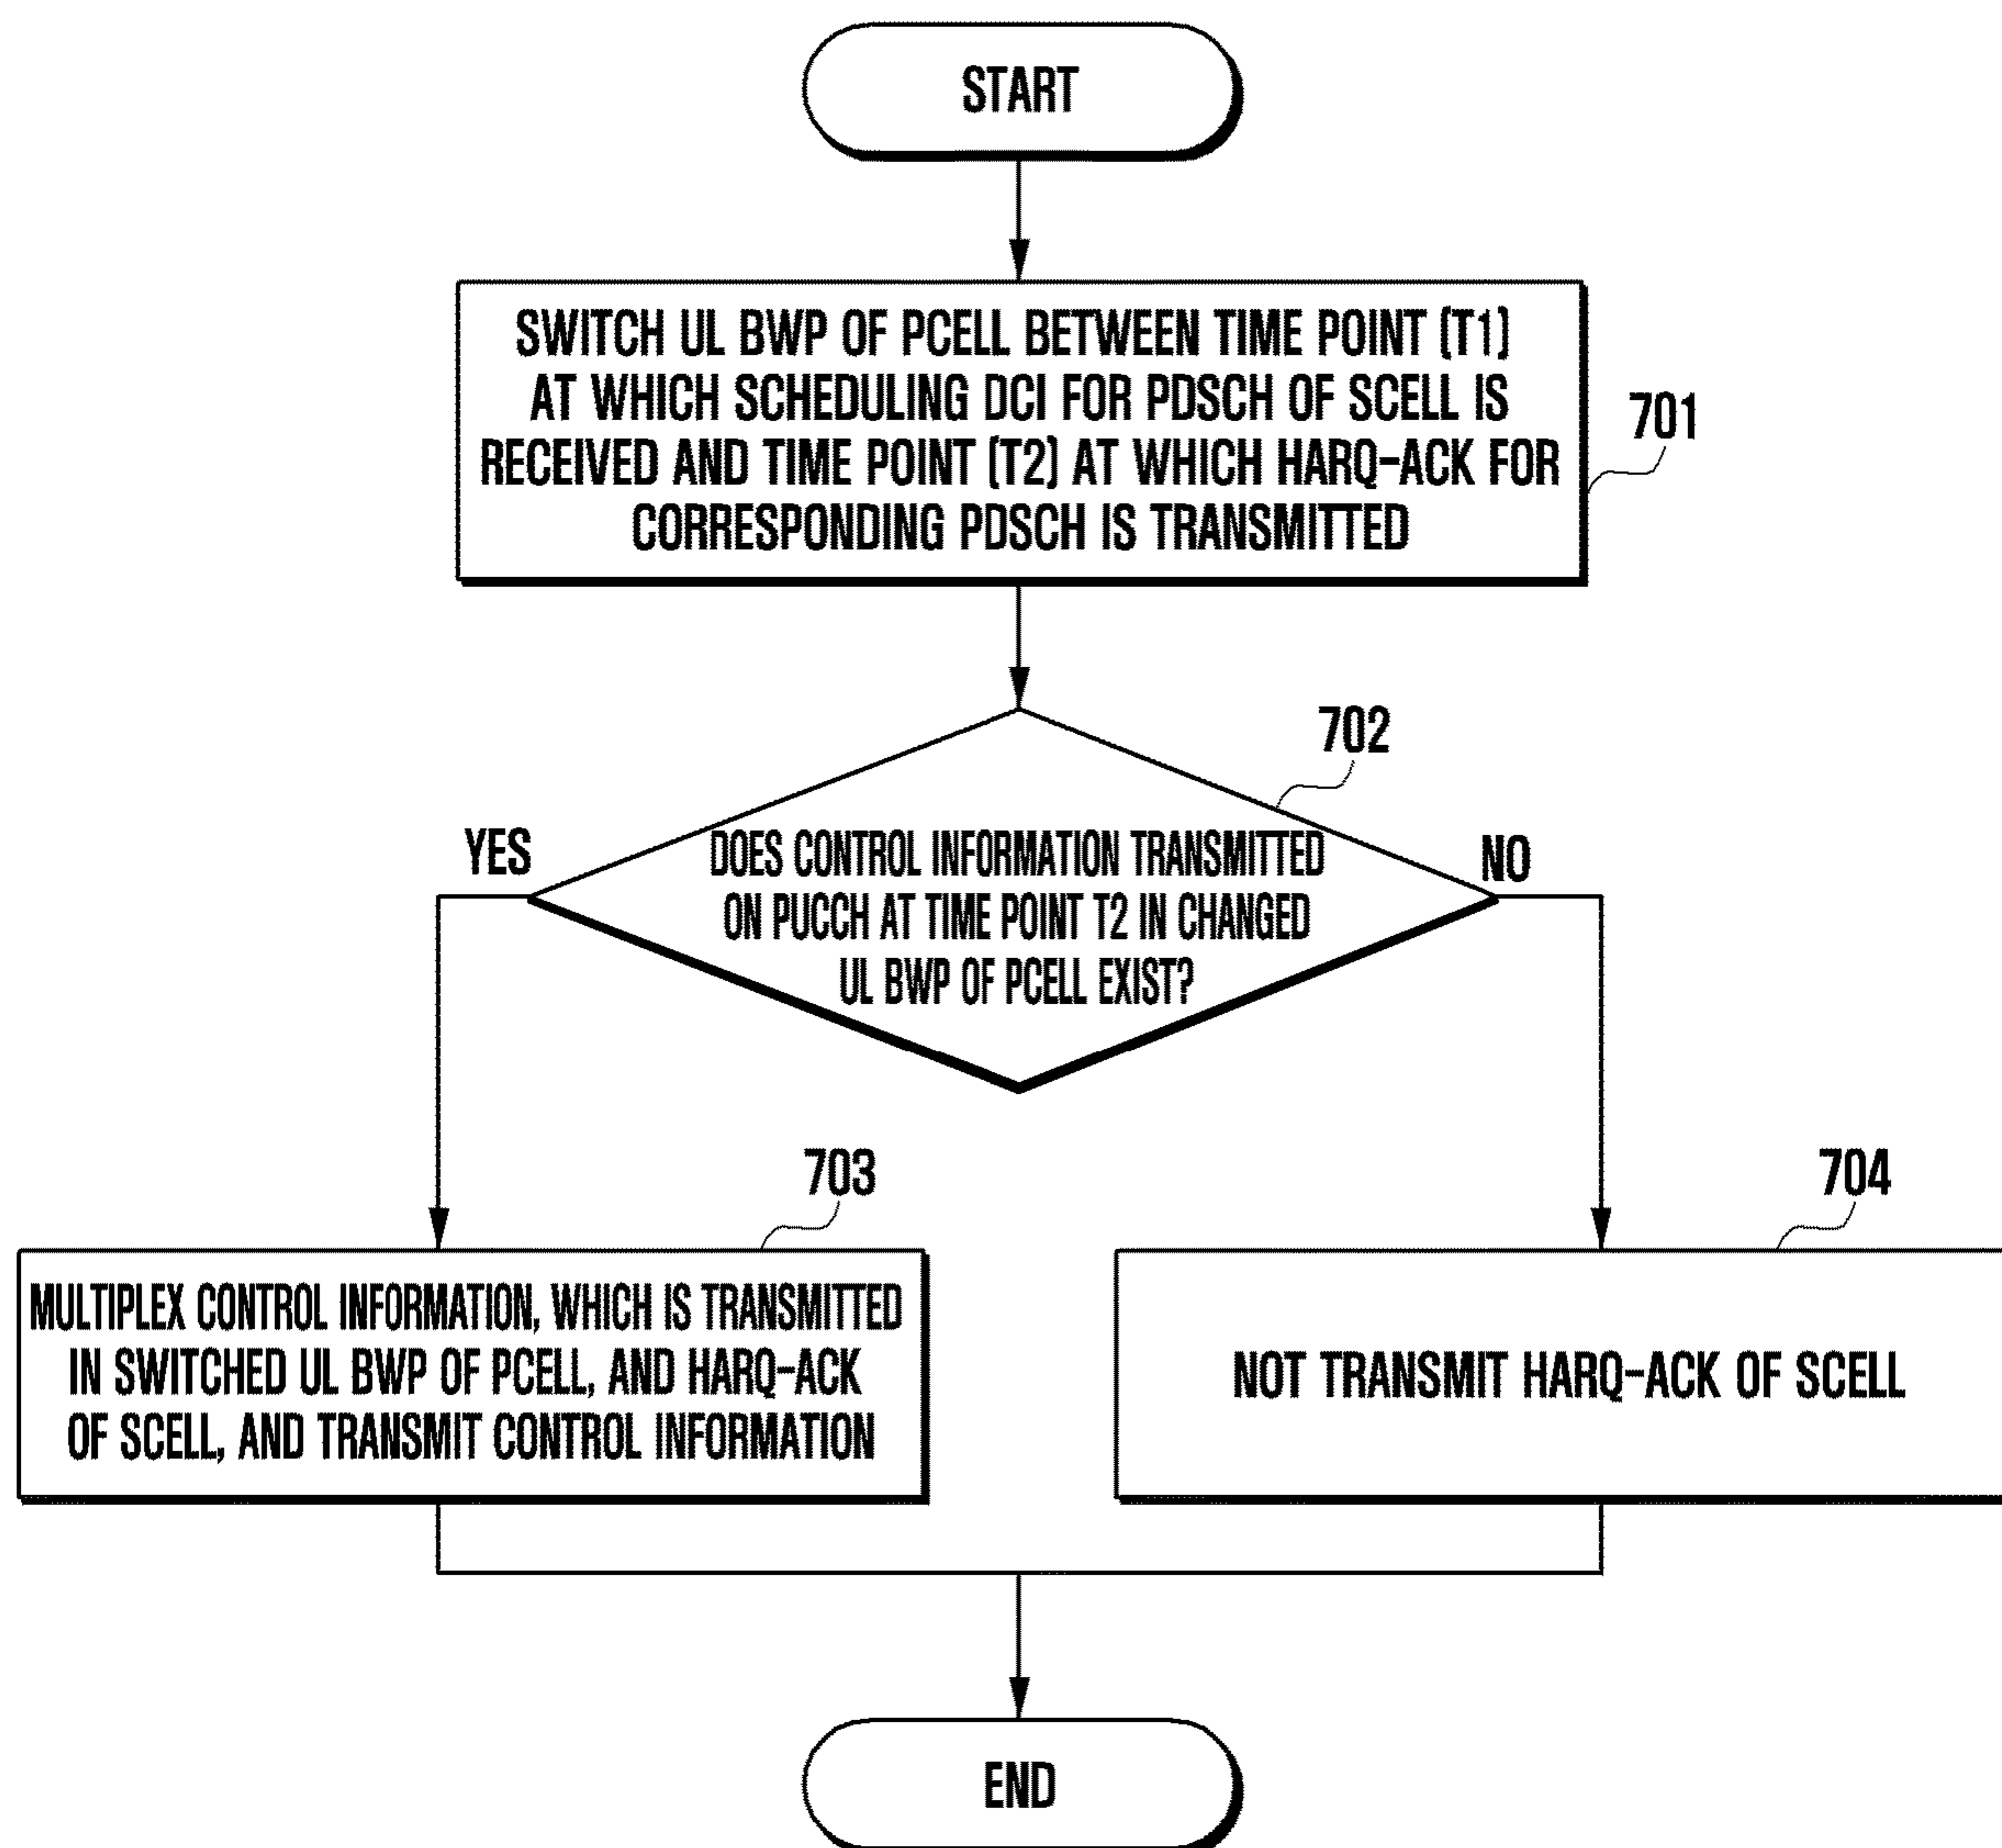 START
SWITCH UL BWP OF PCELL BETWEEN TIME POINT (T1)
AT WHICH SCHEDULING DCI FOR PDSCH OF SCELL IS
RECEIVED AND TIME POINT (T2) AT WHICH HARQ-ACK FOR
CORRESPONDING PDSCH IS TRANSMITTED
701
702
YES
NO
DOES CONTROL INFORMATION TRANSMITTED
ON PUCCH AT TIME POINT T2 IN CHANGED
UL BWP OF PCELL EXIST?
703
MULTIPLEX CONTROL INFORMATION, WHICH IS TRANSMITTED
IN SWITCHED UL BWP OF PCELL, AND HARQ-ACK
OF SCELL, AND TRANSMIT CONTROL INFORMATION
704
NOT TRANSMIT HARQ-ACK OF SCELL
END